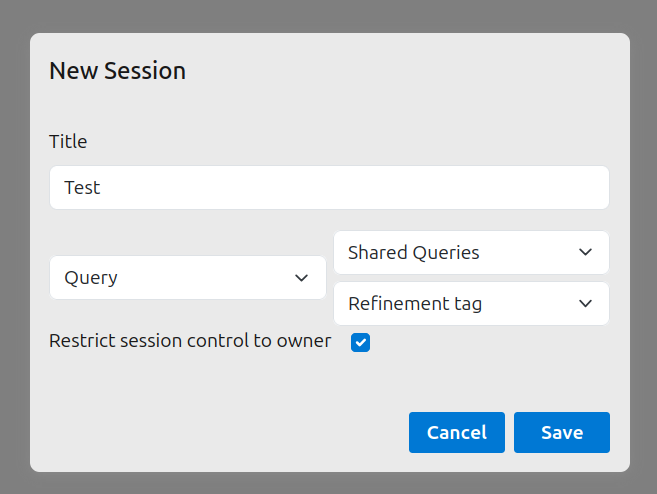 New Session
Title
Test
Query
Shared Queries
Refinement tag
Restrict session control to owner
Cancel
Save